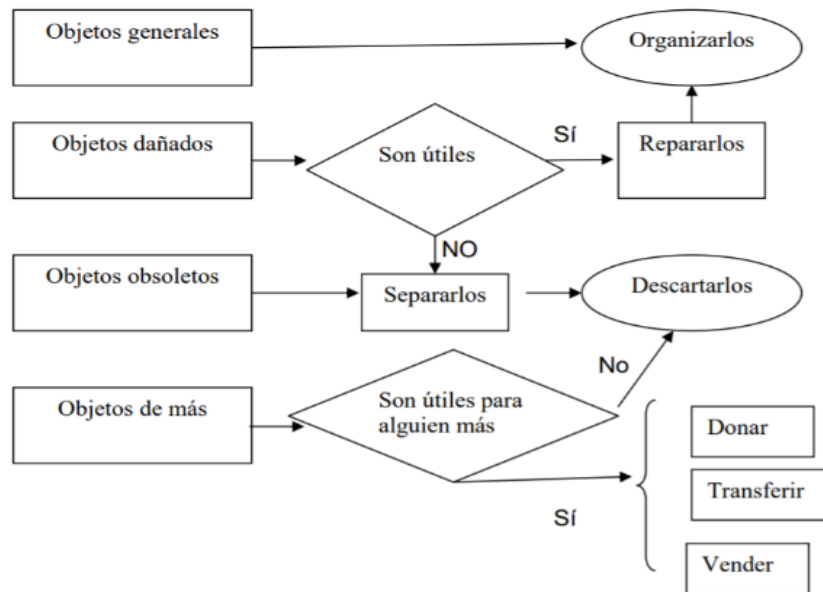 Objetos generales
Organizarlos
Objetos dañados
Son útiles
Sí
Repararlos
NO
Objetos obsoletos
Separarlos
Descartarlos
No
Objetos de más
Son útiles para
alguien más
Donar
Transferir
Sí
Vender